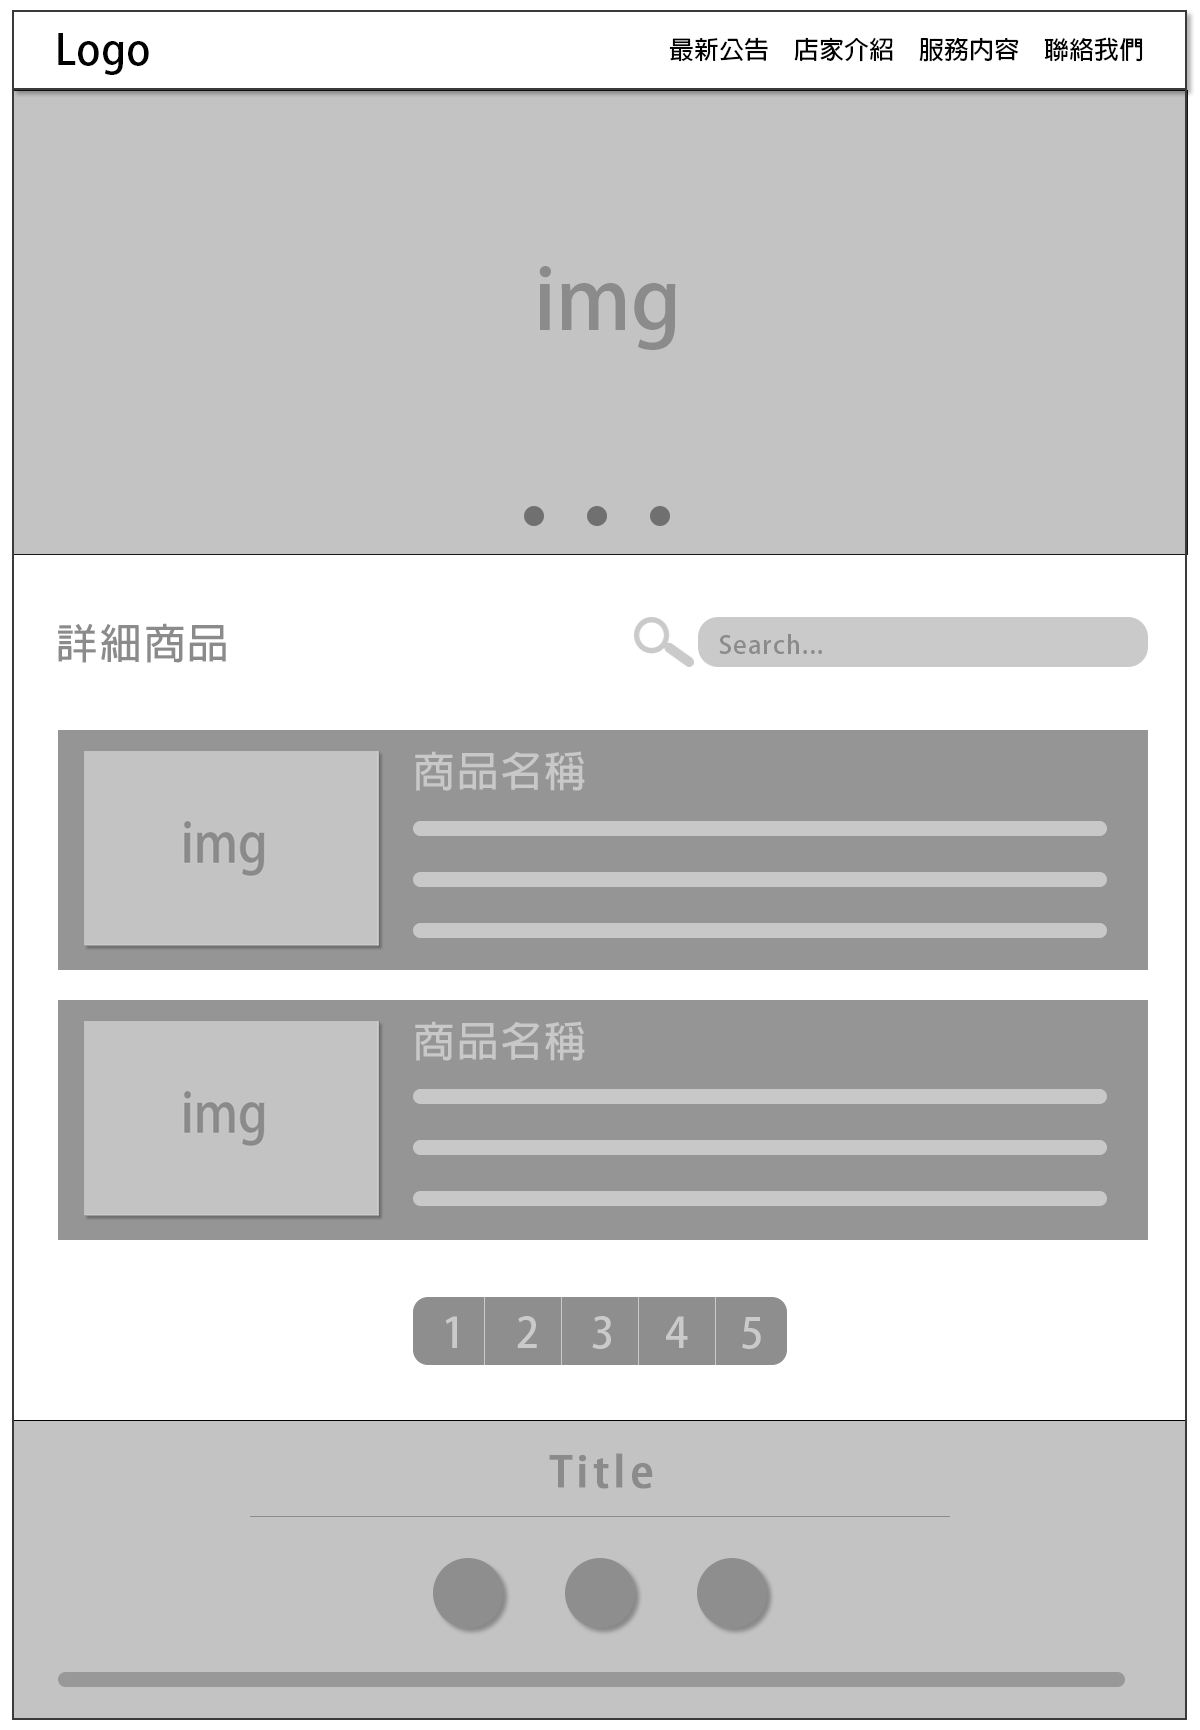 Logo
最新公告 店家介紹 服務內容 聯絡我們
img
詳細商品
Search...
img
商品名稱
img
商品名稱
1 2 3 4 5
Title